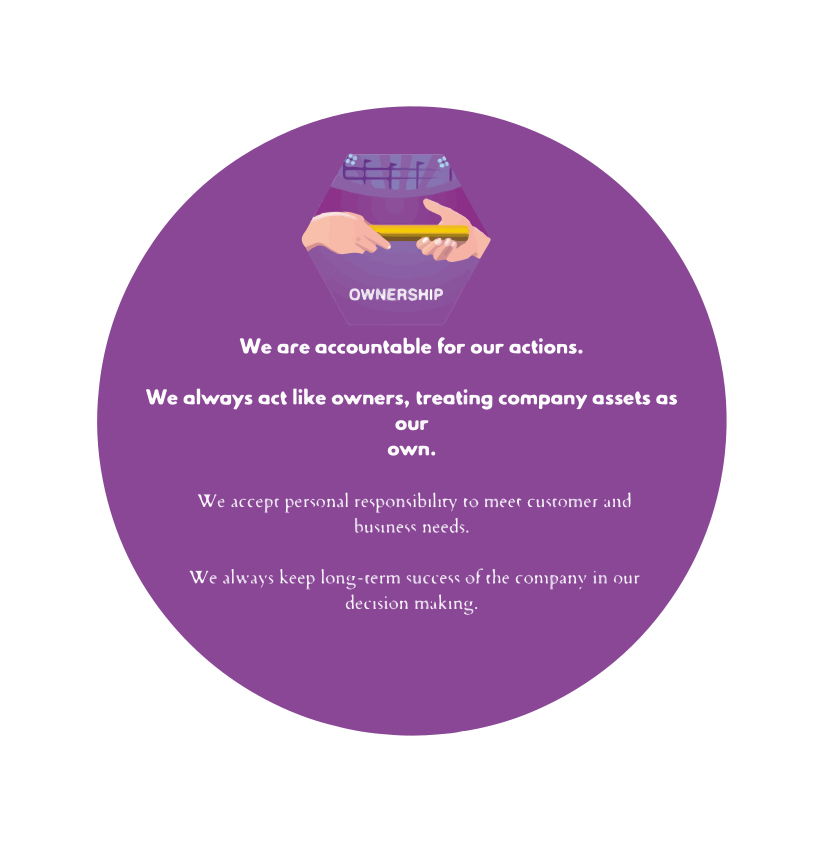 OWNERSHIP
We are accountable for our actions.
We always act like owners, treating company assets as
our
own.
We accept personal responsibility to meet customer and
business needs.
We always keep long-term success of the company in our
decision making.